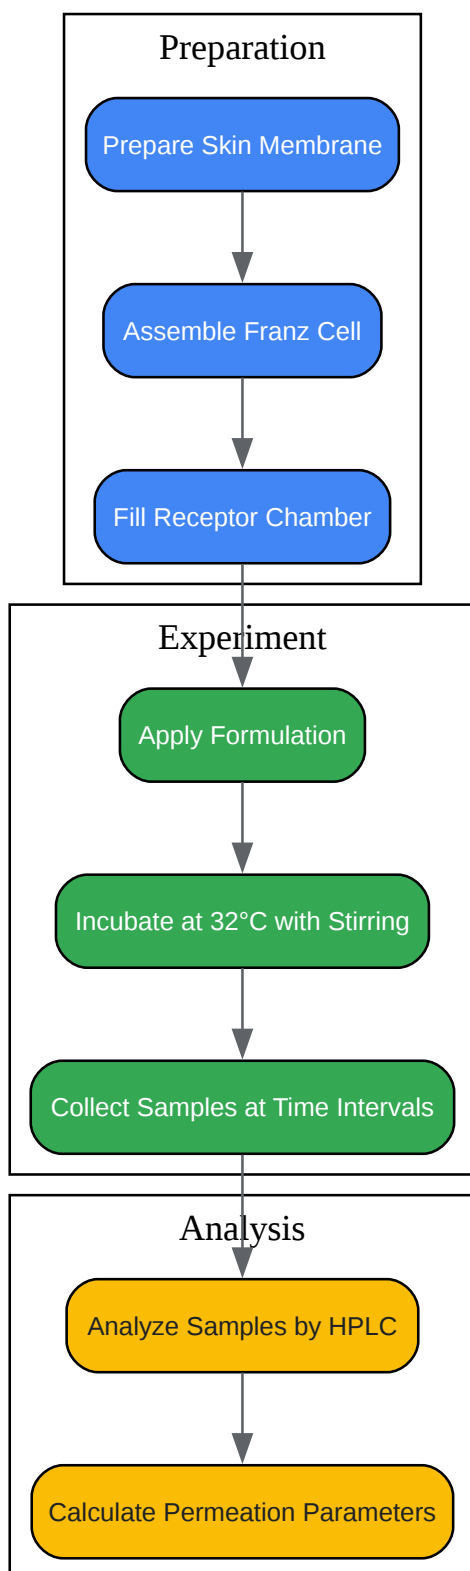 Preparation
Prepare Skin Membrane
Assemble Franz Cell
Fill Receptor Chamber
Experiment
Apply Formulation
Incubate at 32°C with Stirring
Collect Samples at Time Intervals
Analysis
Analyze Samples by HPLC
Calculate Permeation Parameters